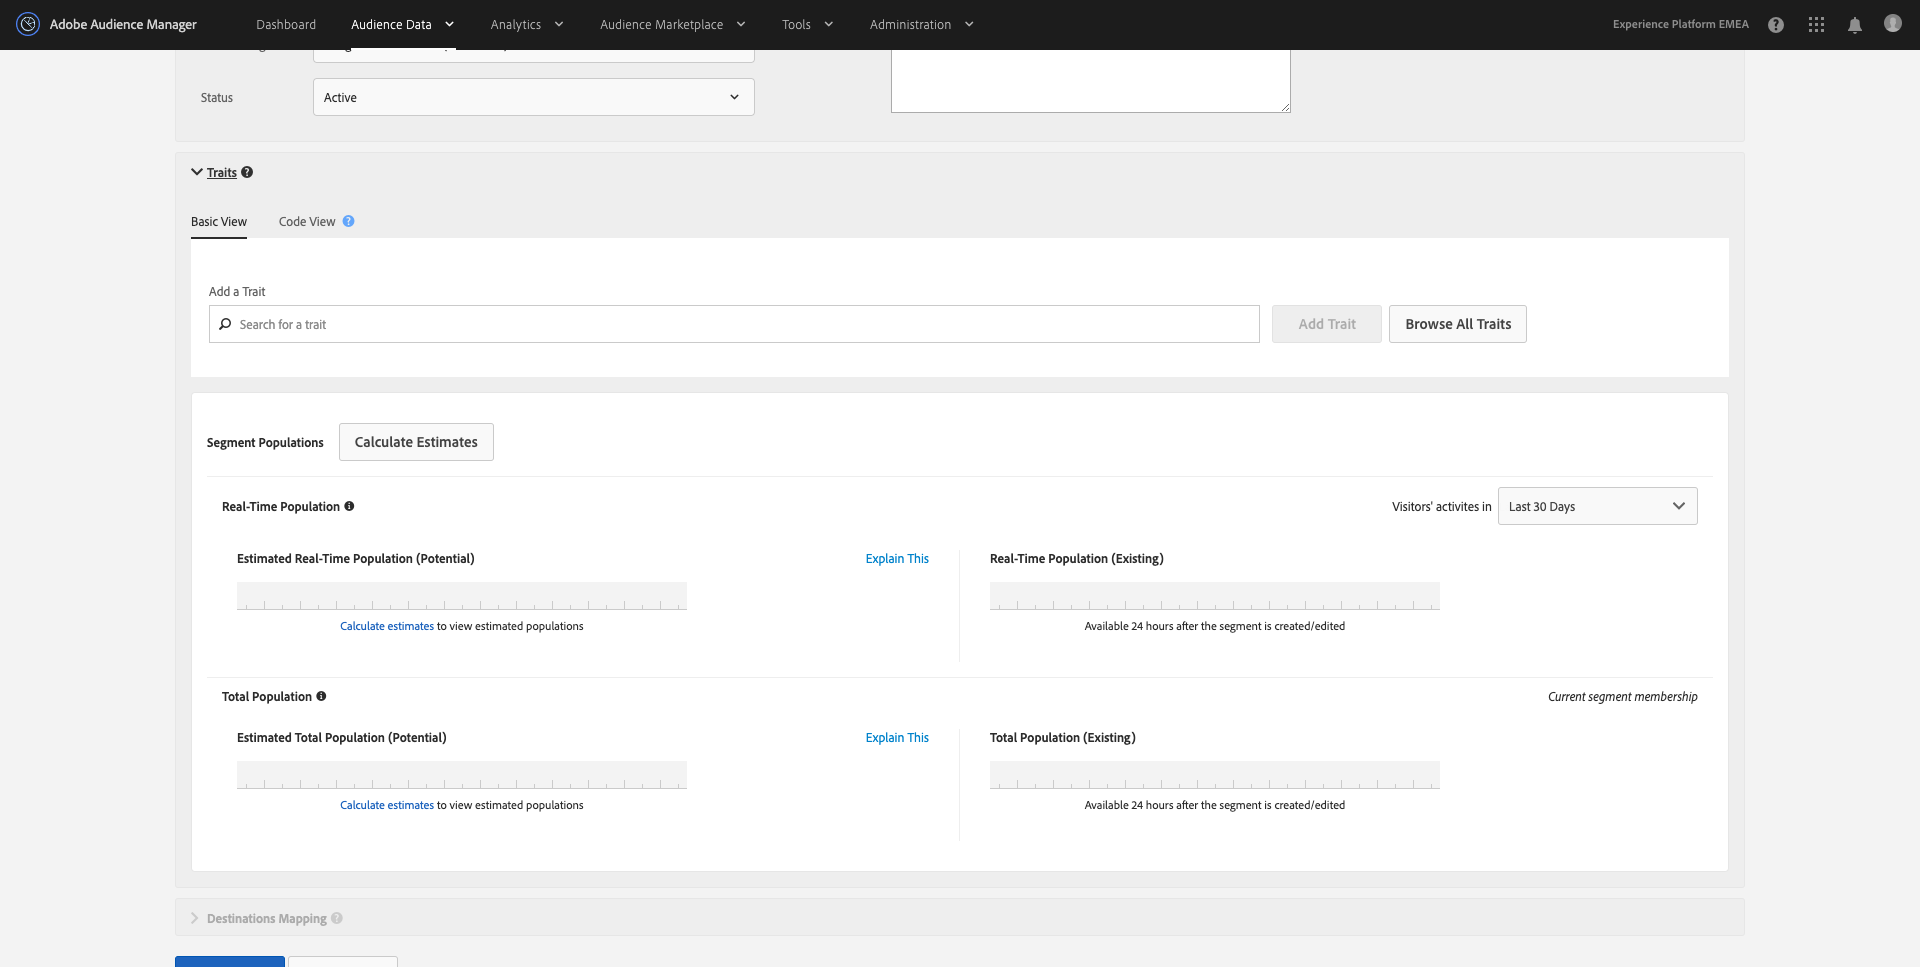 Adobe Audience Manager
Dashboard
Audience Data
Analytics
Audience Marketplace
Tools
Administration
Experience Platform EMEA
Status
Active
Traits
Basic View
Code View
Add a Trait
Search for a trait
Add Trait
Browse All Traits
Segment Populations
Calculate Estimates
Real-Time Population
Visitors' activites in
Last 30 Days
Estimated Real-Time Population (Potential)
Explain This
Real-Time Population (Existing)
Calculate estimates to view estimated populations
Available 24 hours after the segment is created/edited
Total Population
Current segment membership
Estimated Total Population (Potential)
Explain This
Total Population (Existing)
Calculate estimates to view estimated populations
Available 24 hours after the segment is created/edited
Destinations Mapping